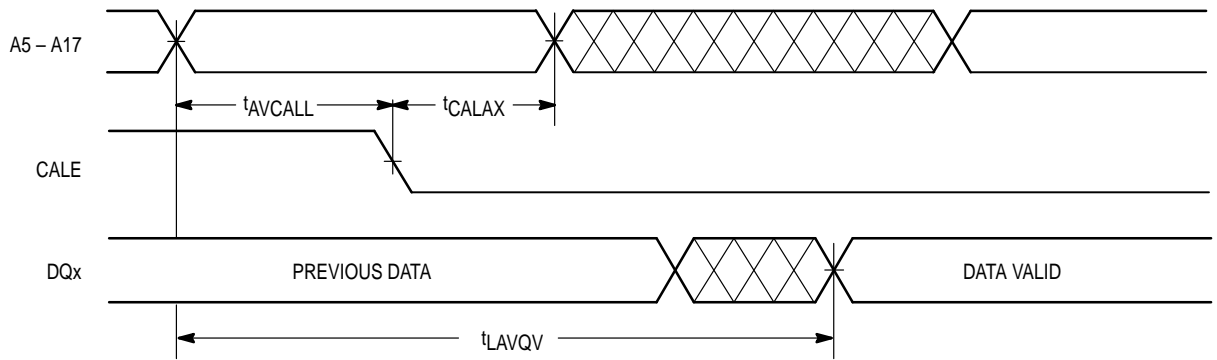 A5 – A17
tAVCALL
tCALAX
CALE
DQx
PREVIOUS DATA
DATA VALID
tLAVQV